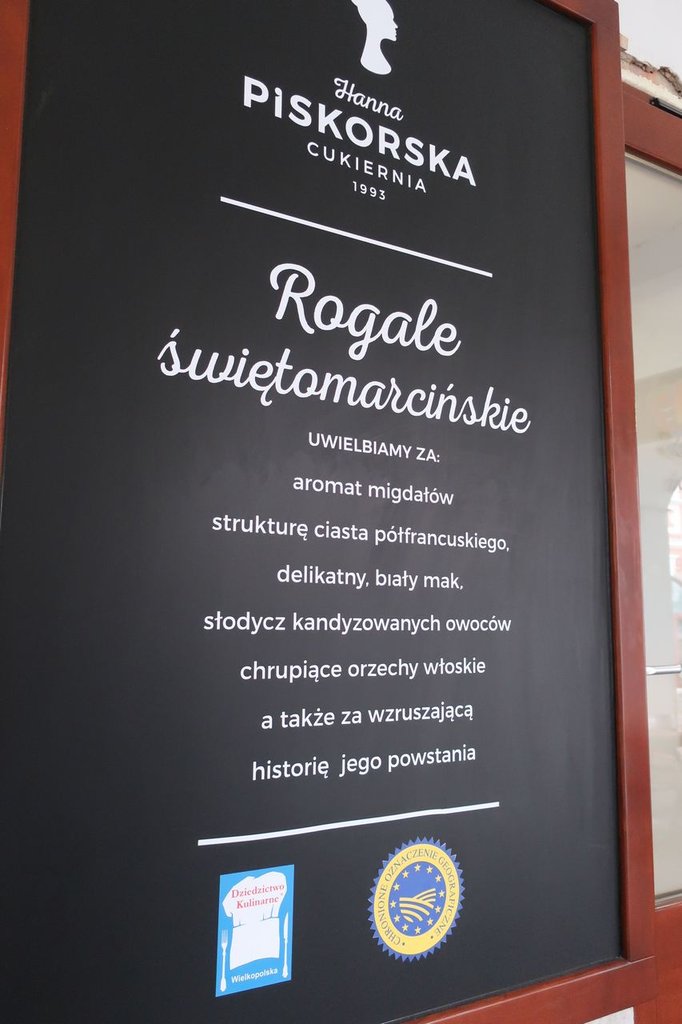 Hanna
PiSKORSKA
CUKIERNIA
1993
Rogale
świętomarcińskie
UWIELBIAMY ZA:
aromat migdałów
strukturę ciasta półfrancuskiego,
delikatny, biały mak,
słodycz kandyzowanych owoców
chrupiące orzechy włoskie
a także za wzruszającą
historię jego powstania
Dziedzictwo
Kulinarne
Wielkopolska
CHRONIONE OZNACZENIE GEOGRAFICZNE